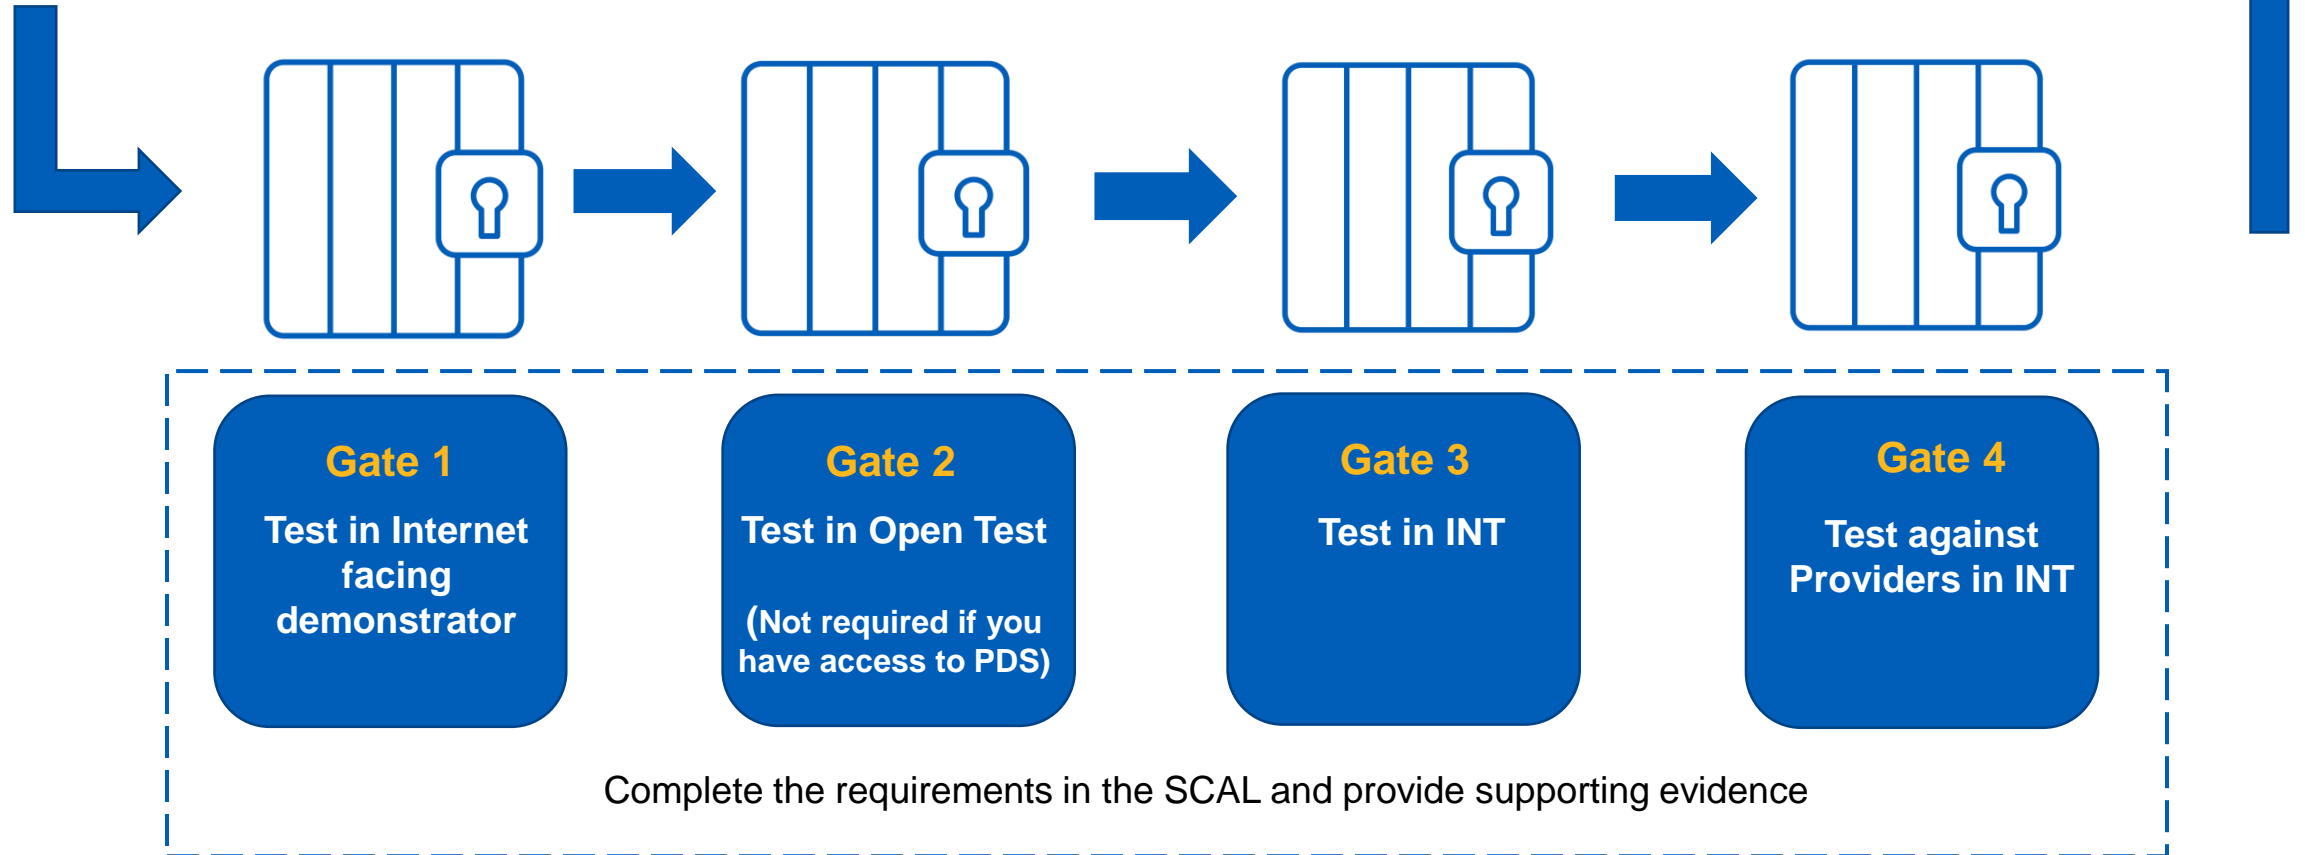 Gate 1
Test in Internet
facing
demonstrator
Gate 2
Test in Open Test
(Not required if you
have access to PDS)
Gate 3
Test in INT
Gate 4
Test against
Providers in INT
Complete the requirements in the SCAL and provide supporting evidence